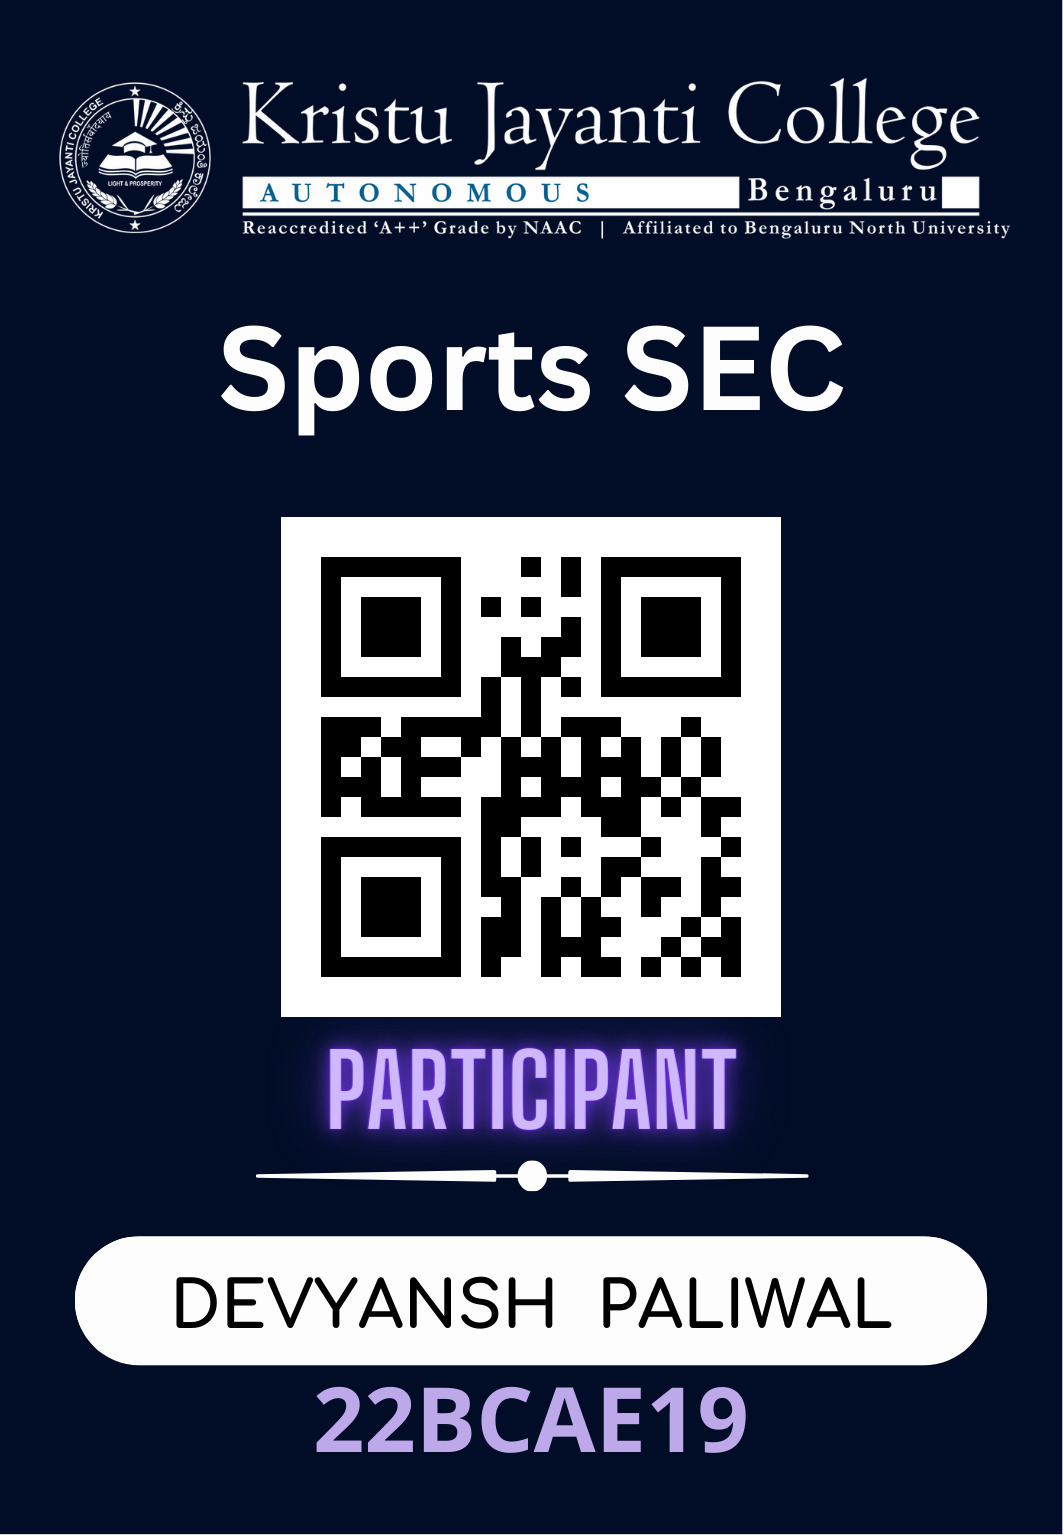 KRISTU JAYANTI COLLEGE
ಕ್ರಿಸ್ತು ಜಯಂತಿ ಕಾಲೇಜು
LIGHT & PROSPERITY
Kristu Jayanti College
AUTONOMOUS Bengaluru
Reaccredited ‘A++’ Grade by NAAC | Affiliated to Bengaluru North University
Sports SEC
PARTICIPANT
DEVYANSH PALIWAL
22BCAE19